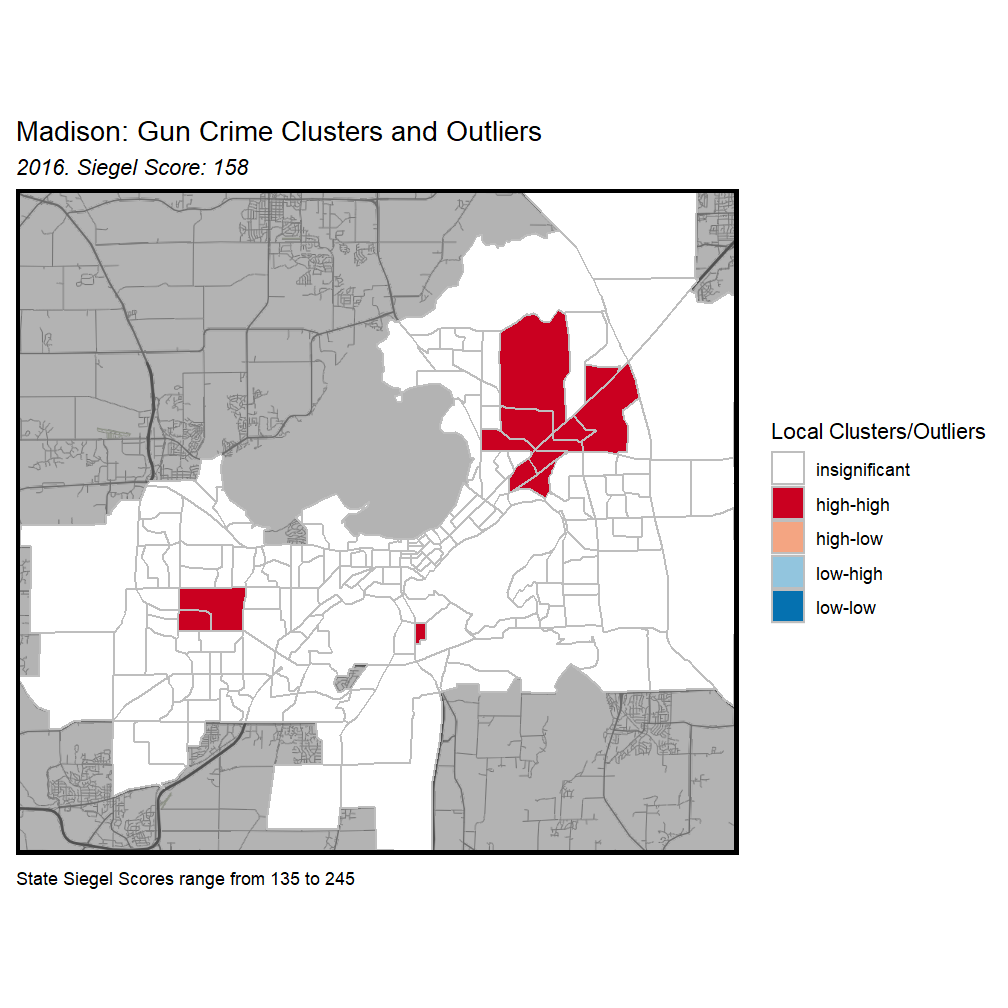 Madison: Gun Crime Clusters and Outliers
2016. Siegel Score: 158
Local Clusters/Outliers
insignificant
high-high
high-low
low-high
low-low
State Siegel Scores range from 135 to 245